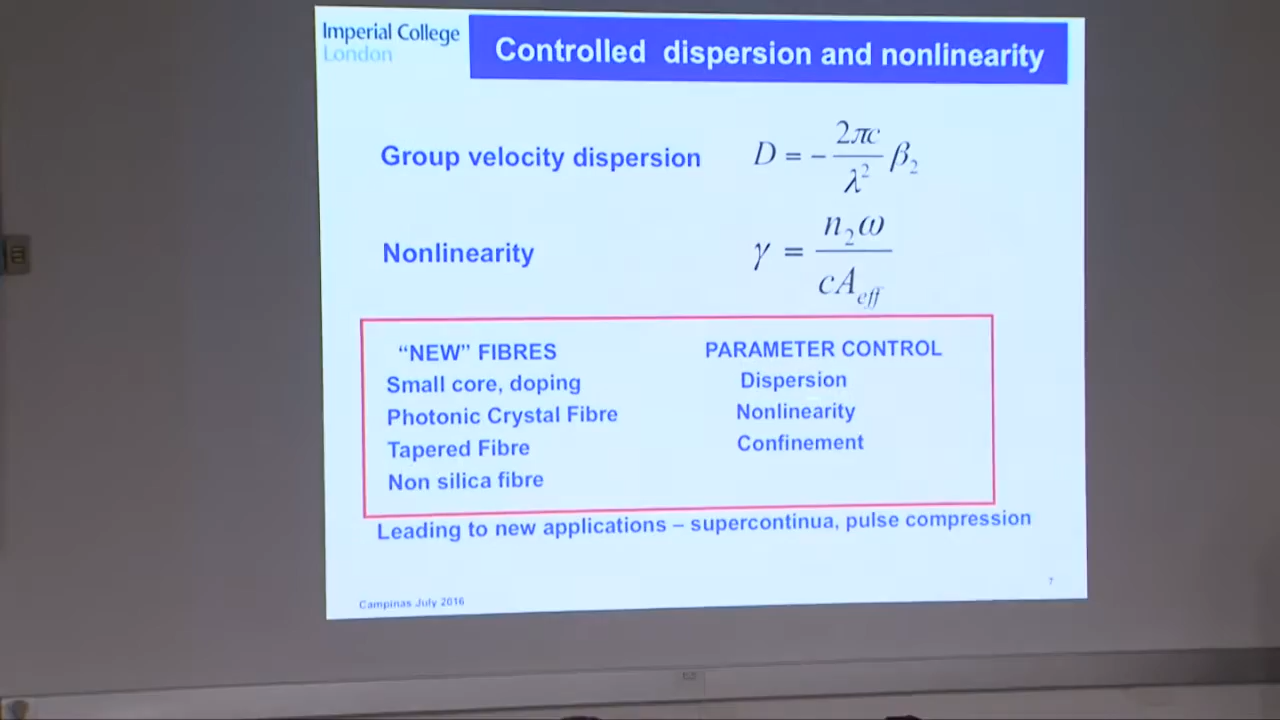 Imperial College
London
Controlled dispersion and nonlinearity
Group velocity dispersion D = - 2πc / λ² β₂
Nonlinearity γ = n₂ω / cA_eff
“NEW” FIBRES PARAMETER CONTROL
Small core, doping Dispersion
Photonic Crystal Fibre Nonlinearity
Tapered Fibre Confinement
Non silica fibre
Leading to new applications – supercontinua, pulse compression
7
Campinas July 2016